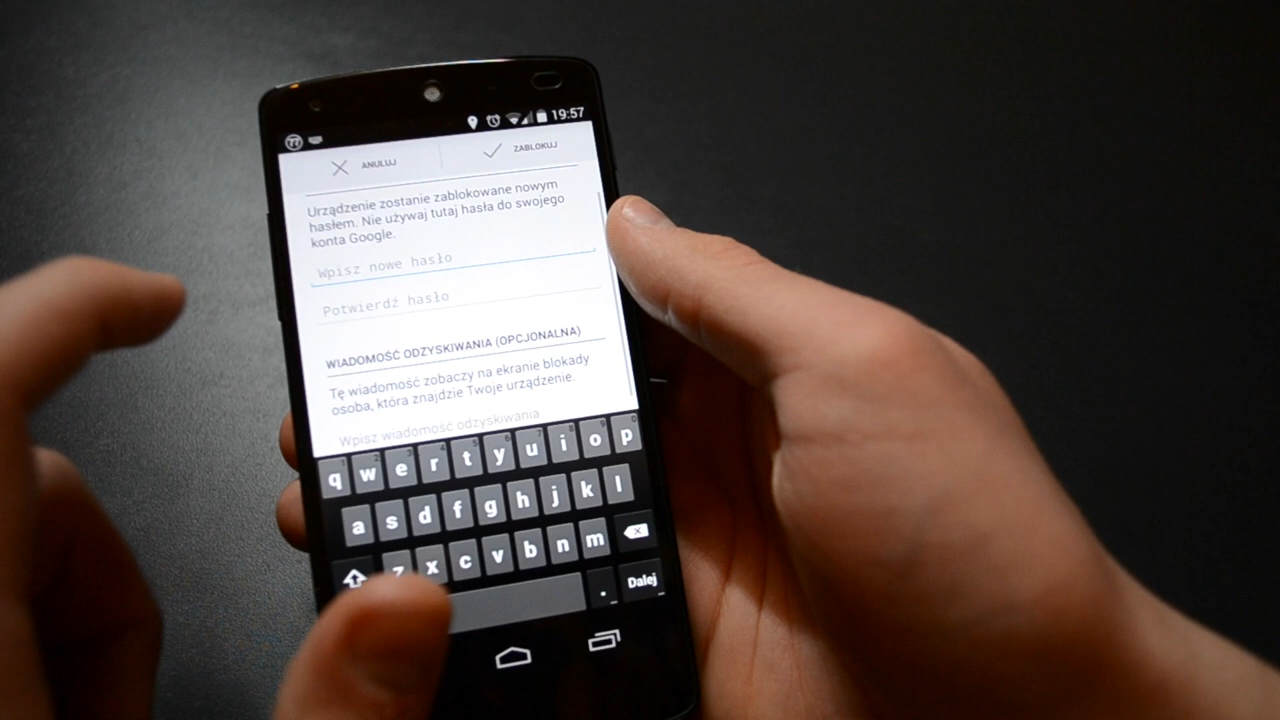 19:57
ANULUJ
ZABLOKUJ
Urządzenie zostanie zablokowane nowym
hasłem. Nie używaj tutaj hasła do swojego
konta Google.
Wpisz nowe hasło
Potwierdź hasło
WIADOMOŚĆ ODZYSKIWANIA (OPCJONALNA)
Tę wiadomość zobaczy na ekranie blokady
osoba, która znajdzie Twoje urządzenie.
Wpisz wiadomość odzyskiwania
q w e r t y u i o p
a s d f g h j k l
z x c v b n m
. Dalej